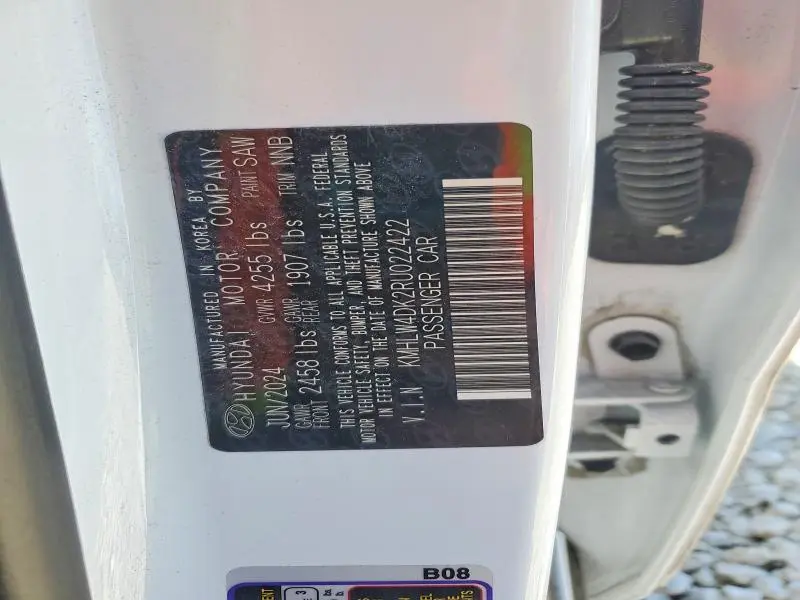 MANUFACTURED IN KOREA BY
HYUNDAI MOTOR COMPANY
JUN/2024 GVWR 4255 lbs PAINT SAW
GAWR FRONT 2458 lbs GAWR REAR 1907 lbs TRIM NNB
THIS VEHICLE CONFORMS TO ALL APPLICABLE U.S.A. FEDERAL
MOTOR VEHICLE SAFETY, BUMPER, AND THEFT PREVENTION STANDARDS
IN EFFECT ON THE DATE OF MANUFACTURE SHOWN ABOVE
V.I.N KMHLW4DX2RU022422
PASSENGER CAR
B08